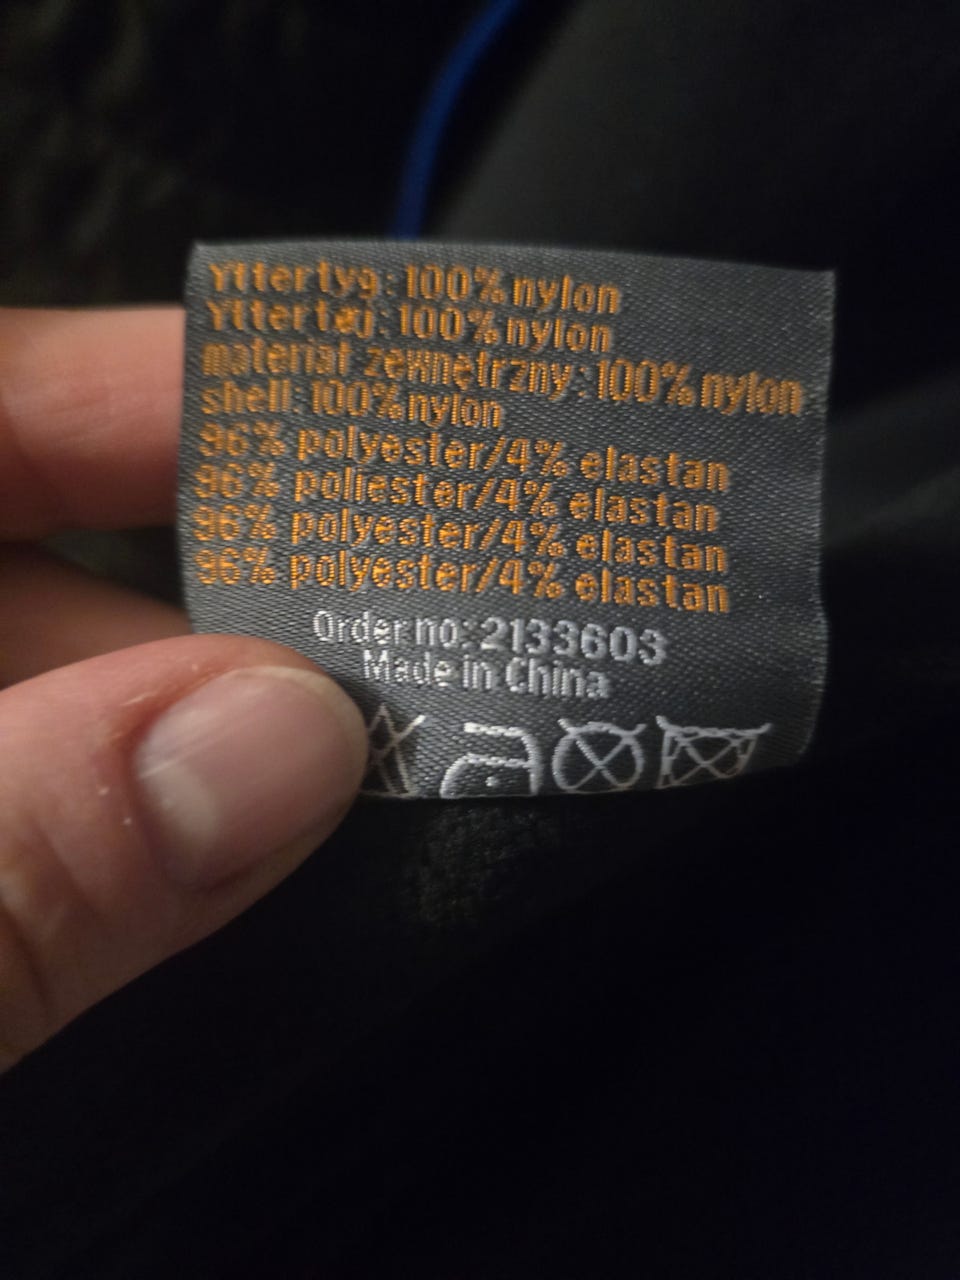 Yttertyg: 100% nylon
Yttertøj: 100% nylon
materiał zewnętrzny: 100% nylon
shell: 100% nylon
96% polyester/4% elastan
96% poliester/4% elastan
96% polyester/4% elastan
96% polyester/4% elastan
Order no: 2133603
Made in China